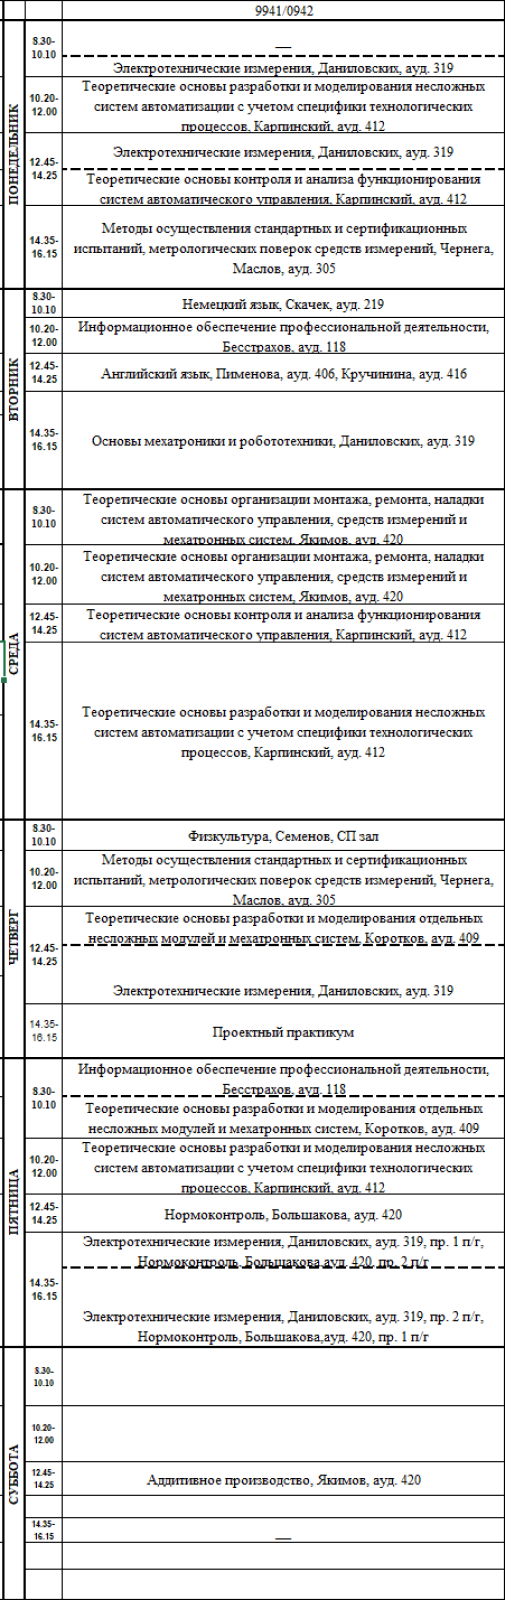 9941/0942
ПОНЕДЕЛЬНИК
8.30-
10.10
—
Электротехнические измерения, Даниловских, ауд. 319
10.20-
12.00
Теоретические основы разработки и моделирования несложных
систем автоматизации с учетом специфики технологических
процессов, Карпинский, ауд. 412
12.45-
14.25
Электротехнические измерения, Даниловских, ауд. 319
Теоретические основы контроля и анализа функционирования
систем автоматического управления, Карпинский, ауд. 412
14.35-
16.15
Методы осуществления стандартных и сертификационных
испытаний, метрологических поверок средств измерений, Чернега,
Маслов, ауд. 305
ВТОРНИК
8.30-
10.10
Немецкий язык, Скачек, ауд. 219
10.20-
12.00
Информационное обеспечение профессиональной деятельности,
Бесстрахов, ауд. 118
12.45-
14.25
Английский язык, Пименова, ауд. 406, Кручинина, ауд. 416
14.35-
16.15
Основы мехатроники и робототехники, Даниловских, ауд. 319
СРЕДА
8.30-
10.10
Теоретические основы организации монтажа, ремонта, наладки
систем автоматического управления, средств измерений и
мехатронных систем, Якимов, ауд. 420
10.20-
12.00
Теоретические основы организации монтажа, ремонта, наладки
систем автоматического управления, средств измерений и
мехатронных систем, Якимов, ауд. 420
12.45-
14.25
Теоретические основы контроля и анализа функционирования
систем автоматического управления, Карпинский, ауд. 412
14.35-
16.15
Теоретические основы разработки и моделирования несложных
систем автоматизации с учетом специфики технологических
процессов, Карпинский, ауд. 412
ЧЕТВЕРГ
8.30-
10.10
Физкультура, Семенов, СП зал
10.20-
12.00
Методы осуществления стандартных и сертификационных
испытаний, метрологических поверок средств измерений, Чернега,
Маслов, ауд. 305
12.45-
14.25
Теоретические основы разработки и моделирования отдельных
несложных модулей и мехатронных систем, Коротков, ауд. 409
Электротехнические измерения, Даниловских, ауд. 319
14.35-
16.15
Проектный практикум
ПЯТНИЦА
8.30-
10.10
Информационное обеспечение профессиональной деятельности,
Бесстрахов, ауд. 118
Теоретические основы разработки и моделирования отдельных
несложных модулей и мехатронных систем, Коротков, ауд. 409
10.20-
12.00
Теоретические основы разработки и моделирования несложных
систем автоматизации с учетом специфики технологических
процессов, Карпинский, ауд. 412
12.45-
14.25
Нормоконтроль, Большакова, ауд. 420
14.35-
16.15
Электротехнические измерения, Даниловских, ауд. 319, пр. 1 п/г,
Нормоконтроль, Большакова,ауд. 420, пр. 2 п/г
Электротехнические измерения, Даниловских, ауд. 319, пр. 2 п/г,
Нормоконтроль, Большакова,ауд. 420, пр. 1 п/г
СУББОТА
8.30-
10.10
10.20-
12.00
12.45-
14.25
Аддитивное производство, Якимов, ауд. 420
14.35-
16.15
—